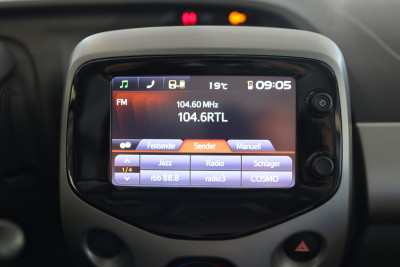 19°C 09:05
FM
104.60 MHz
104.6RTL
Festsender Sender Manuell
Jazz Radio Schlager
1/4
rbb 88.8 radio3 COSMO